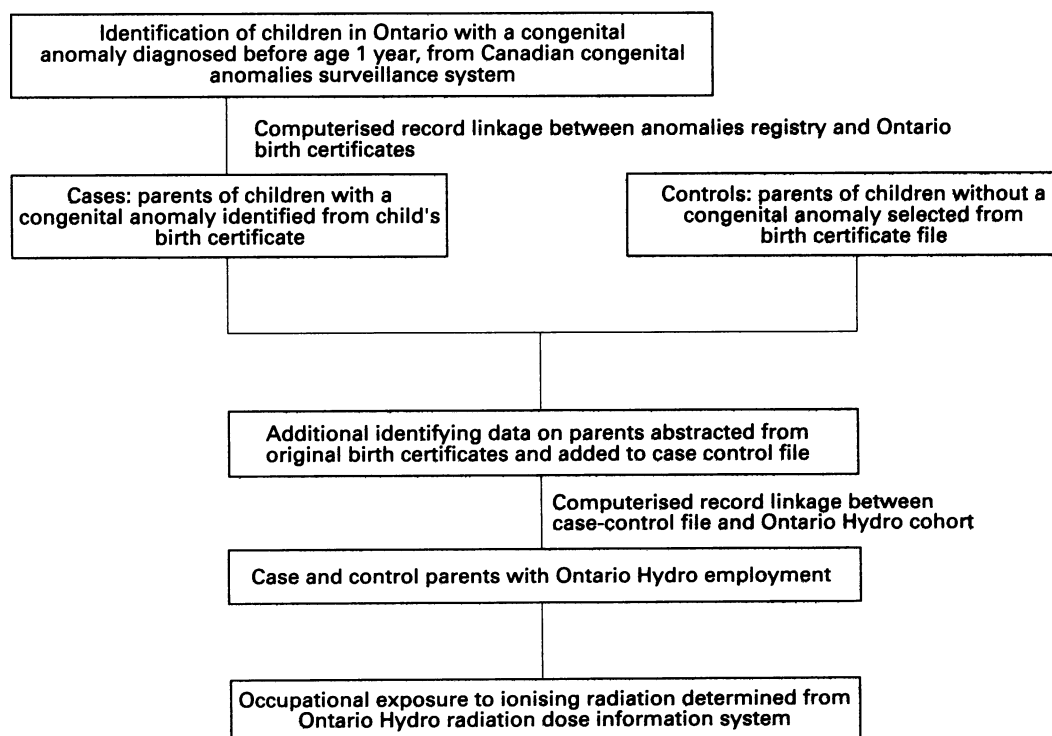 Identification of children in Ontario with a congenital
anomaly diagnosed before age 1 year, from Canadian congenital
anomalies surveillance system
Computerised record linkage between anomalies registry and Ontario
birth certificates
Cases: parents of children with a
congenital anomaly identified from child's
birth certificate
Controls: parents of children without a
congenital anomaly selected from
birth certificate file
Additional identifying data on parents abstracted from
original birth certificates and added to case control file
Computerised record linkage between
case-control file and Ontario Hydro cohort
Case and control parents with Ontario Hydro employment
Occupational exposure to ionising radiation determined from
Ontario Hydro radiation dose information system